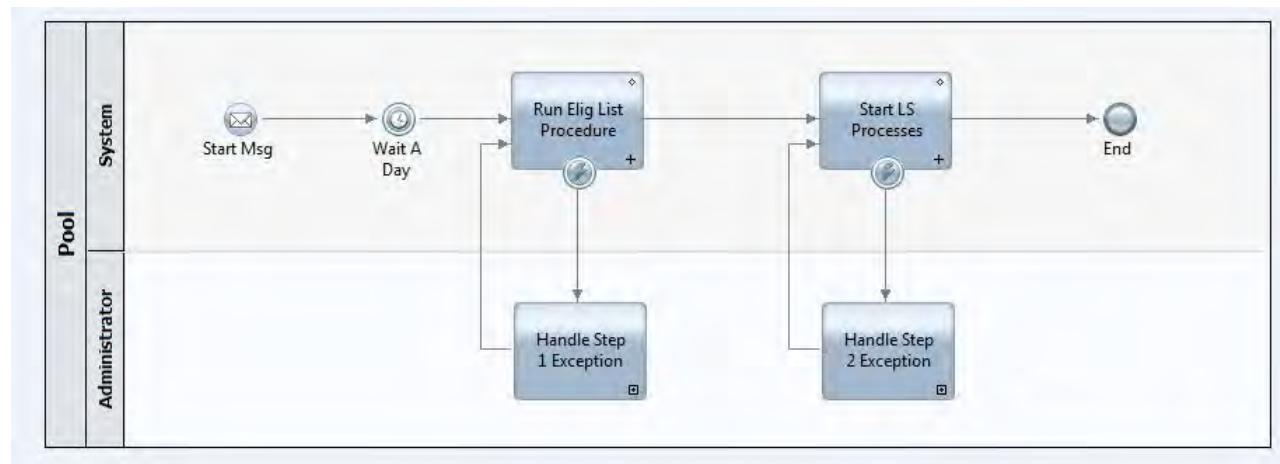 Pool
System
Start Msg
Wait A
Day
Run Elig List
Procedure
Start LS
Processes
End
Administrator
Handle Step
1 Exception
Handle Step
2 Exception